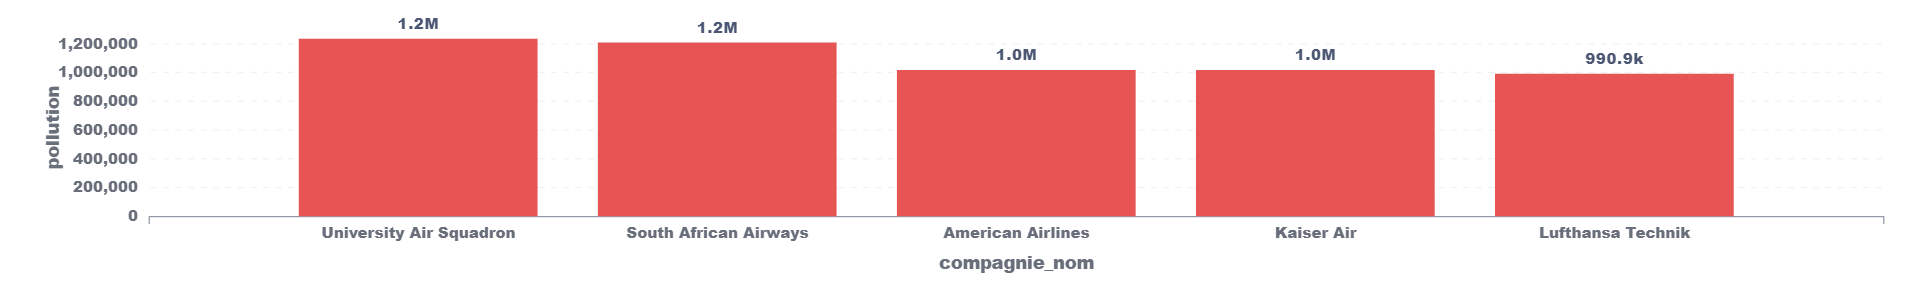 1.2M
1.2M
1.0M
1.0M
990.9k
1,200,000
1,000,000
800,000
600,000
400,000
200,000
0
pollution
University Air Squadron
South African Airways
American Airlines
Kaiser Air
Lufthansa Technik
compagnie_nom